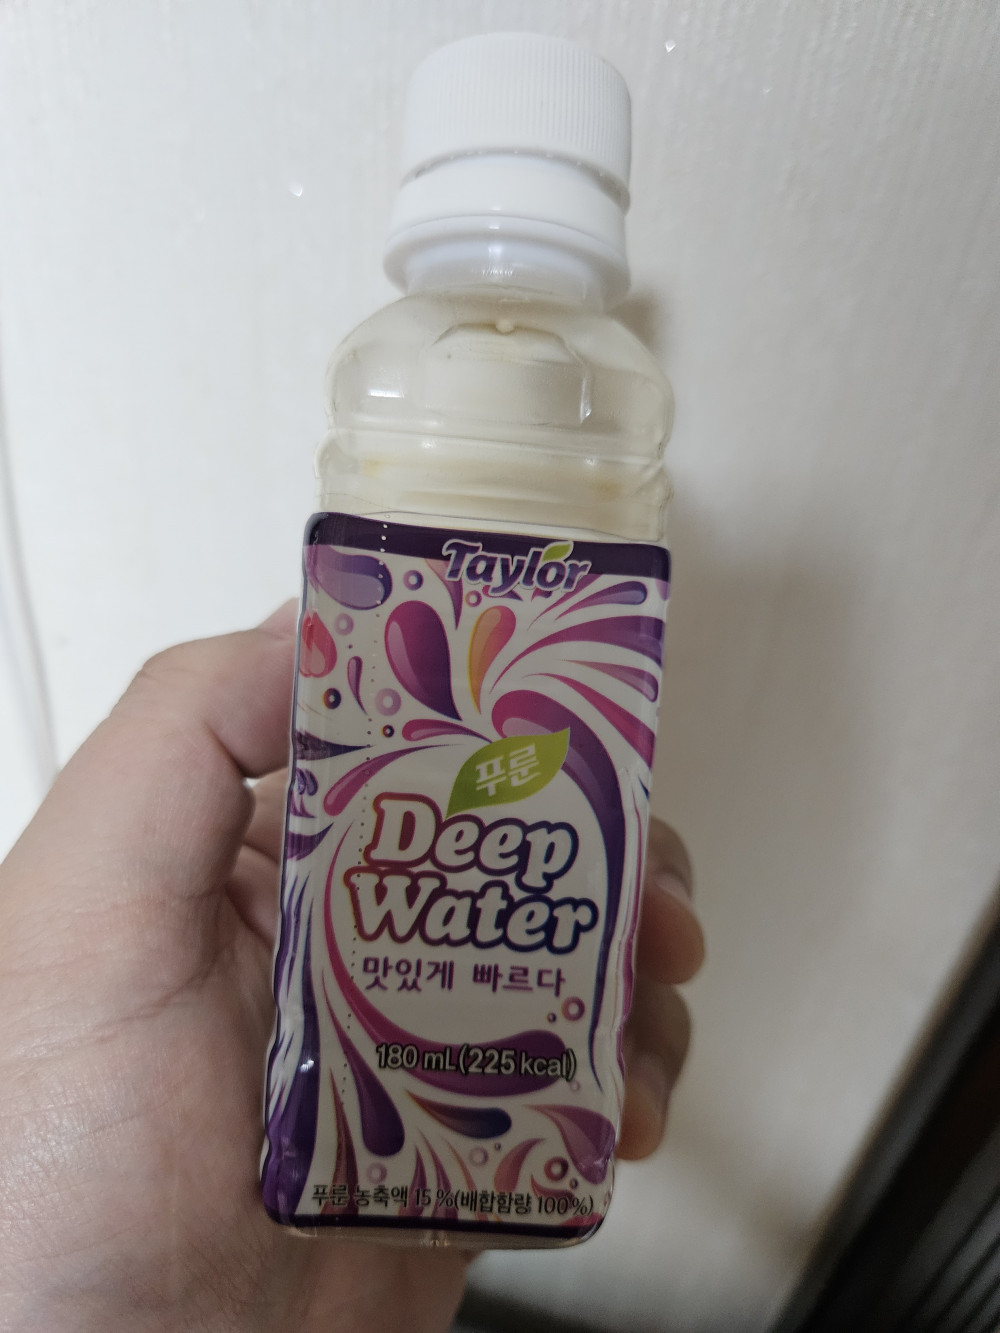 Taylor
푸룬
Deep
Water
맛있게 빠르다
180 mL(225 kcal)
푸룬 농축액 15 %(배합함량 100%)